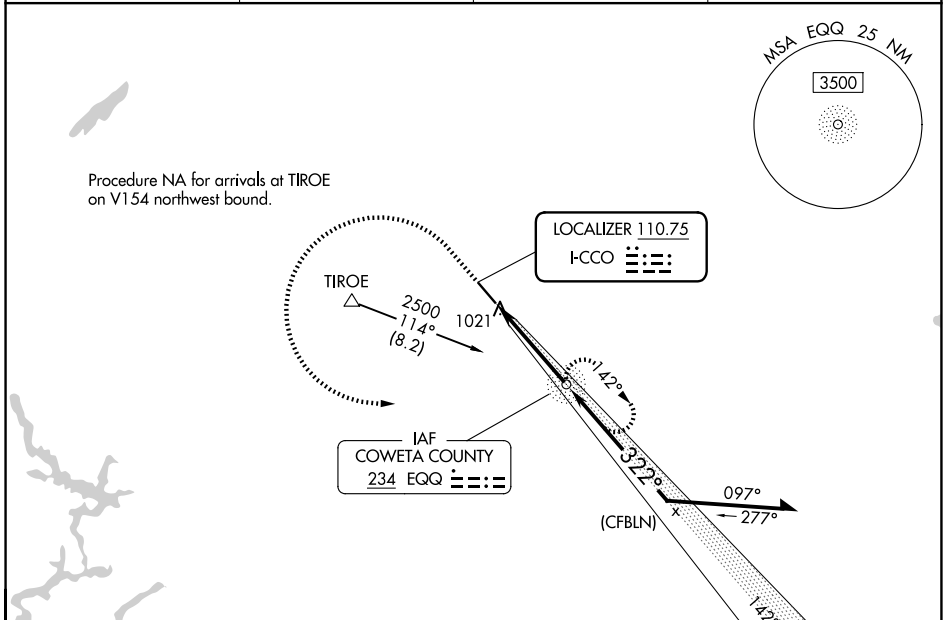 MSA EQQ 25 NM
3500
Procedure NA for arrivals at TIROE
on V154 northwest bound.
LOCALIZER 110.75
I-CCO
TIROE
2500
114°
(8.2)
1021
142°
IAF
COWETA COUNTY
234 EQQ
322°
097°
277°
(CFBLN)
x
142°